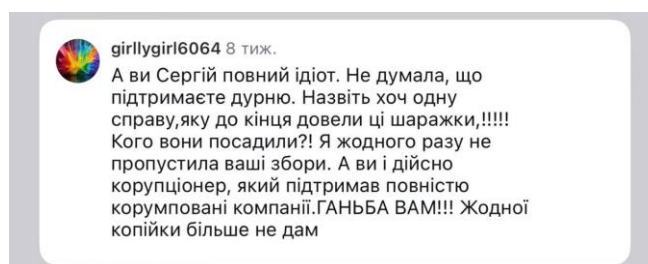 girllygirl6064 8 тиж.
А ви Сергій повний ідіот. Не думала, що
підтримаєте дурню. Назвіть хоч одну
справу,яку до кінця довели ці шаражки,!!!!!
Кого вони посадили?! Я жодного разу не
пропустила ваші збори. А ви і дійсно
корупціонер, який підтримав повністю
корумповані компанії.ГАНЬБА ВАМ!!! Жодної
копійки більше не дам